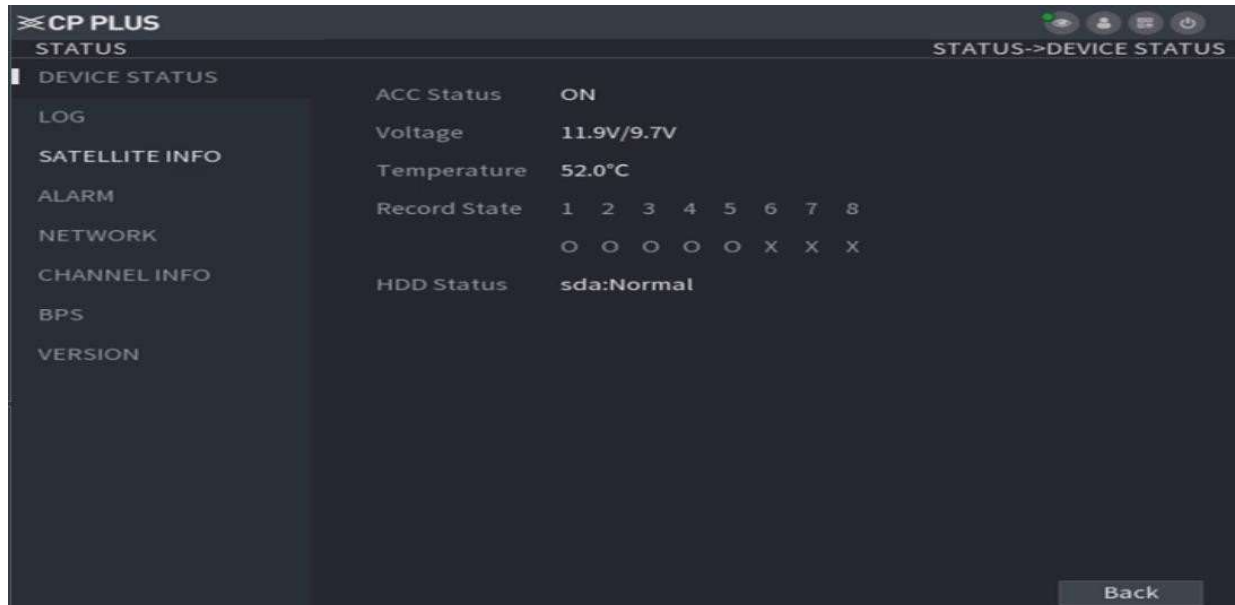 CP PLUS
STATUS
STATUS->DEVICE STATUS
DEVICE STATUS
LOG
SATELLITE INFO
ALARM
NETWORK
CHANNEL INFO
BPS
VERSION
ACC Status ON
Voltage 11.9V/9.7V
Temperature 52.0°C
Record State 1 2 3 4 5 6 7 8
O O O O O X X X
HDD Status sda:Normal
Back